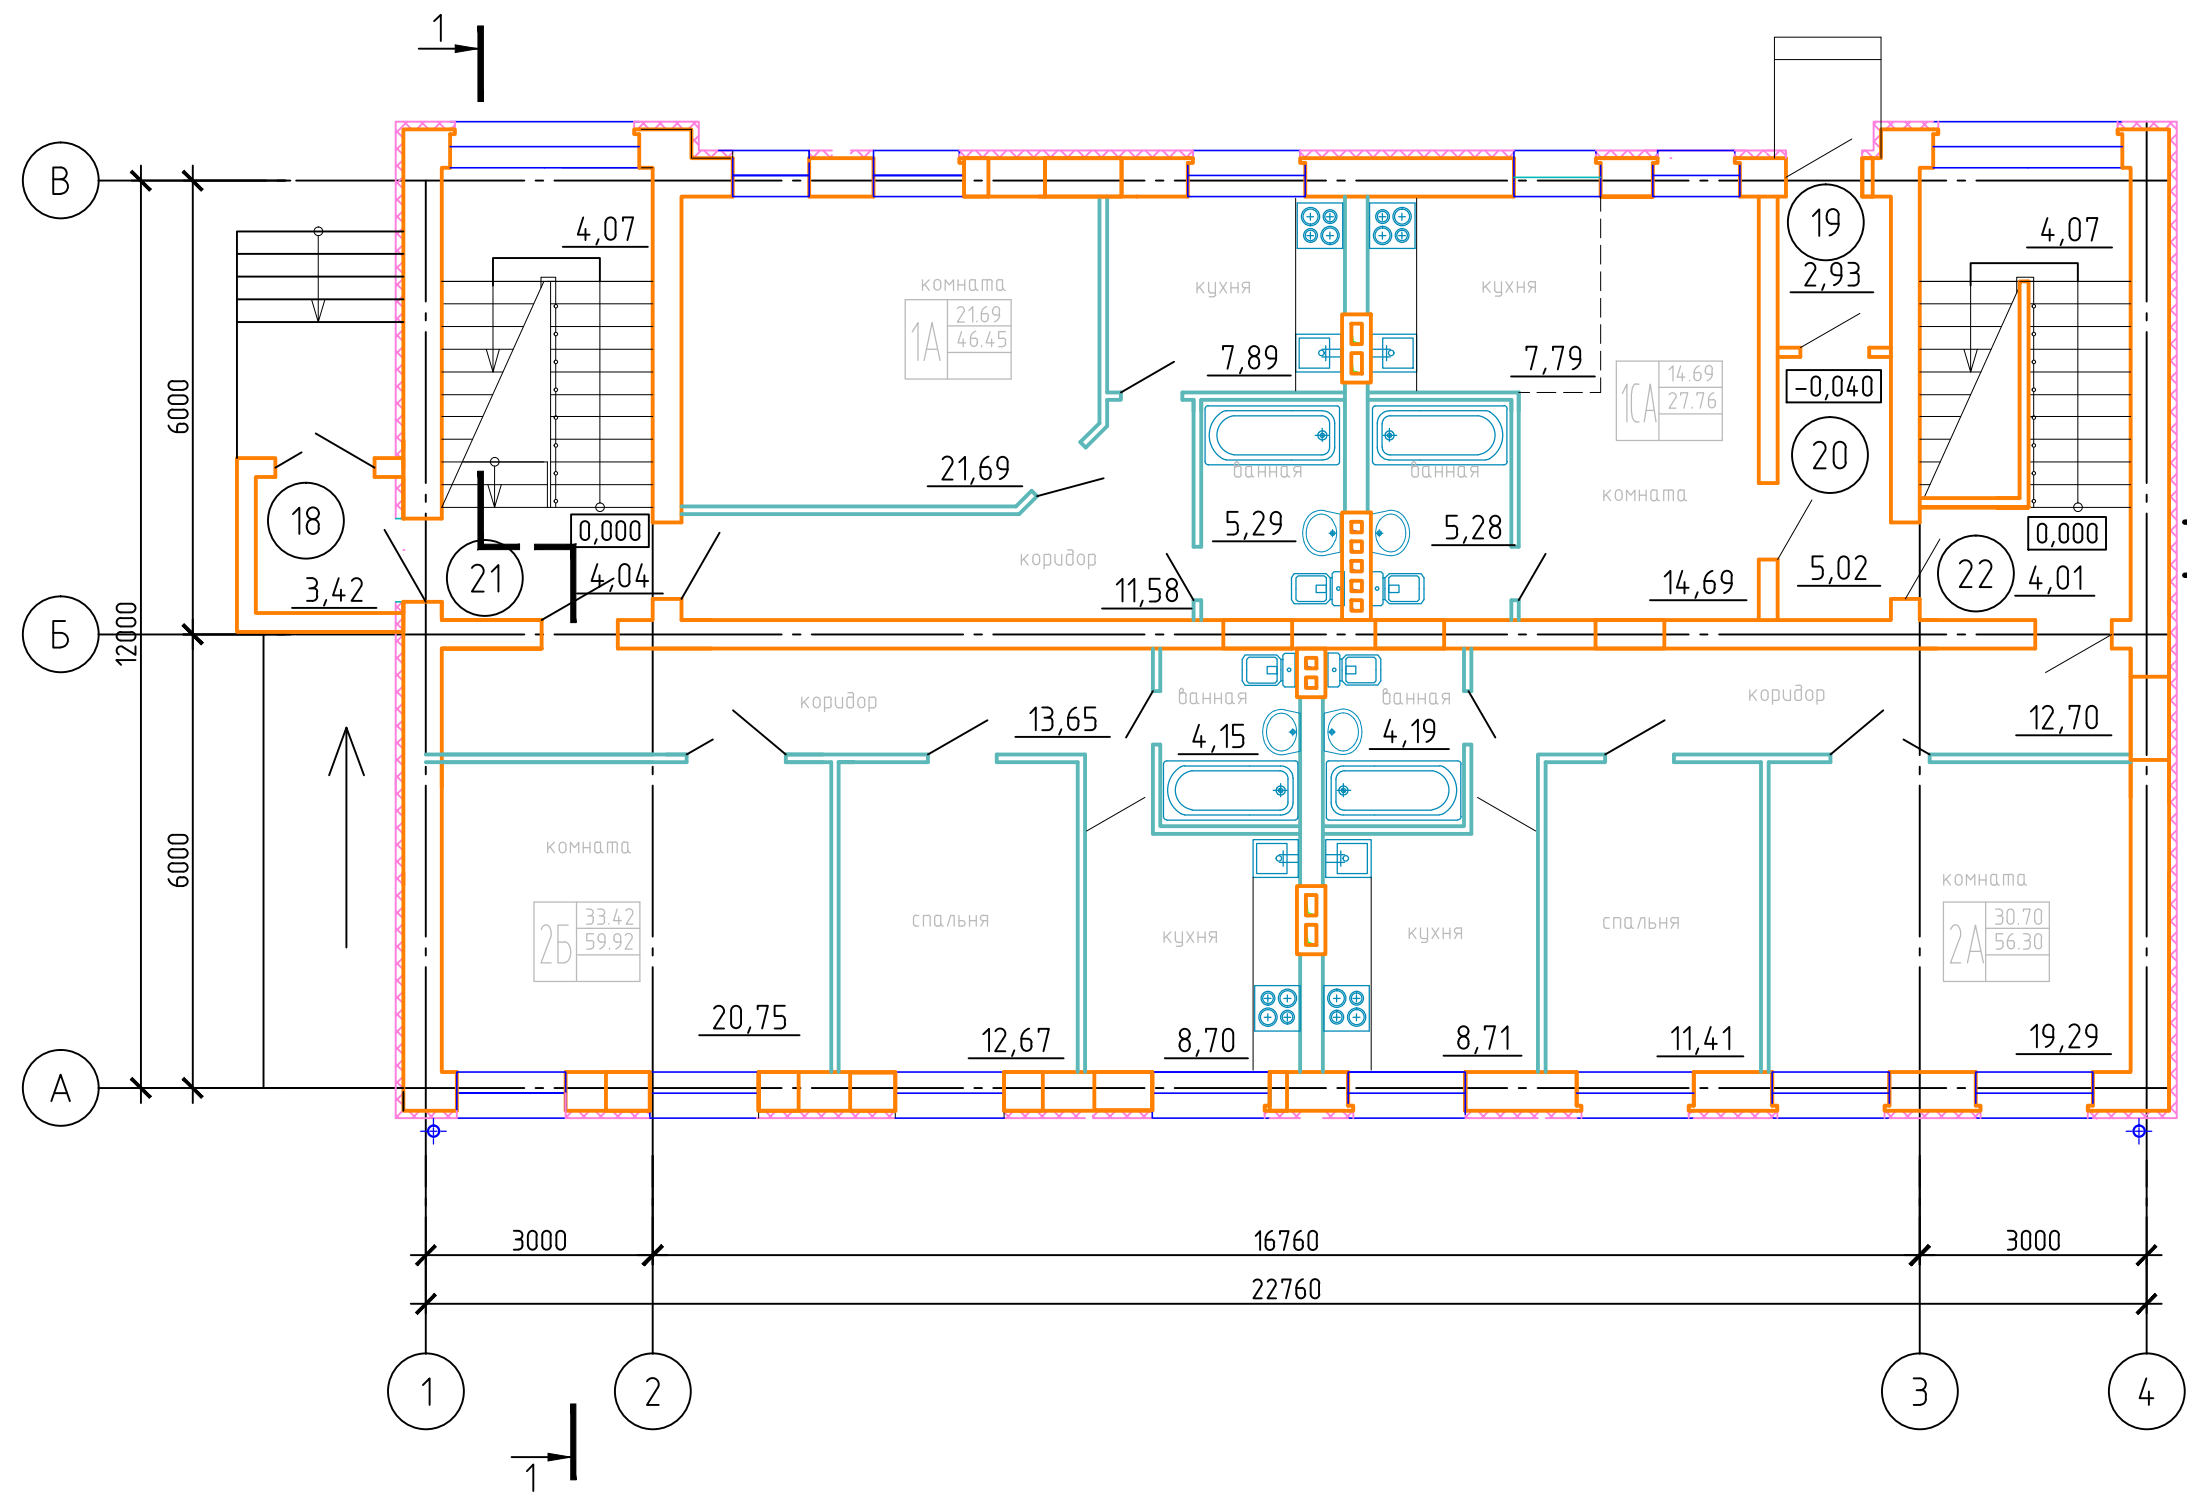 1
В
4,07
19
4,07
2,93
комната
21.69
1А
46.45
кухня
кухня
7,89
7,79
14.69
1СА
27.76
-0,040
6000
20
21,69
ванная
ванная
комната
18
0,000
5,29
5,28
0,000
21
4,04
коридор
3,42
11,58
14,69
5,02
22
4,01
Б
12000
коридор
13,65
ванная
4,15
ванная
4,19
коридор
12,70
6000
комната
33.42
2Б
59.92
спальня
кухня
кухня
спальня
комната
30.70
2А
56.30
20,75
12,67
8,70
8,71
11,41
19,29
А
3000
16760
3000
22760
1
2
3
4
1